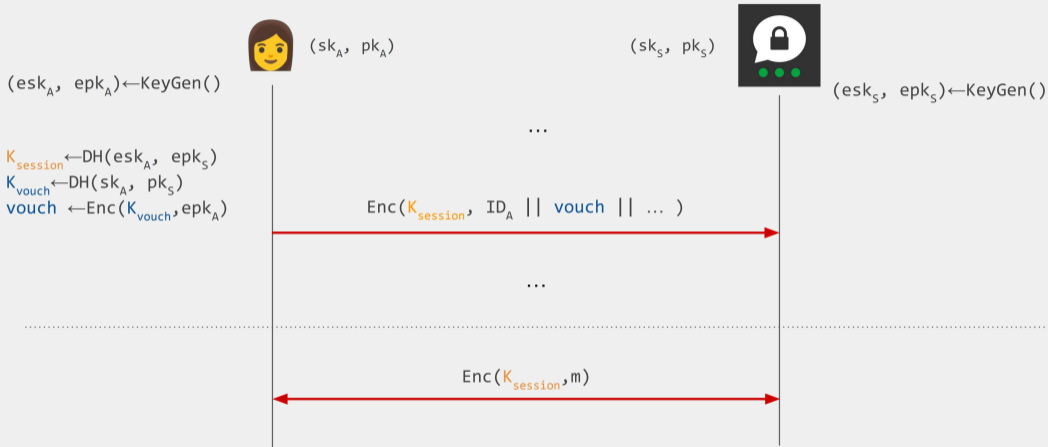 (sk_A, pk_A)
(sk_S, pk_S)
(esk_A, epk_A)←KeyGen()
(esk_S, epk_S)←KeyGen()
...
K_session←DH(esk_A, epk_S)
K_vouch←DH(sk_A, pk_S)
vouch ←Enc(K_vouch,epk_A)
Enc(K_session, ID_A || vouch || … )
...
Enc(K_session,m)